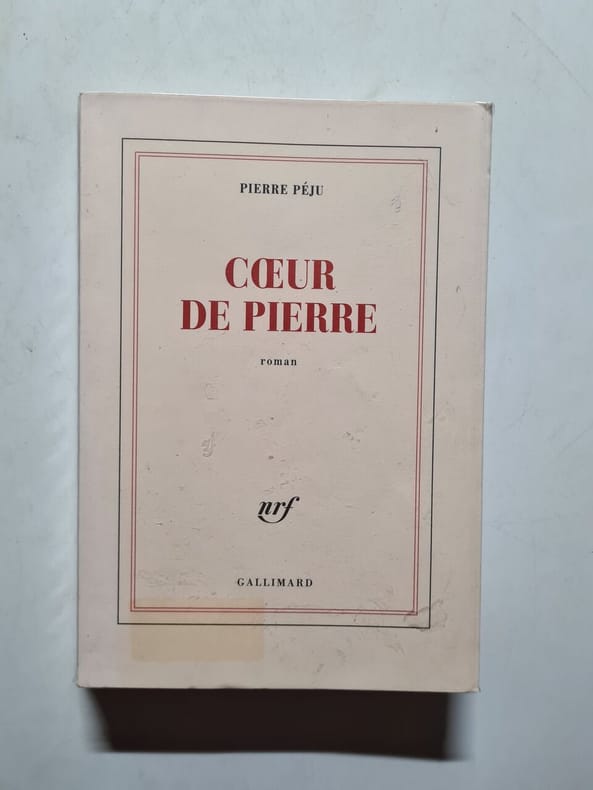 PIERRE PÉJU
CŒUR
DE PIERRE
roman
nrf
GALLIMARD